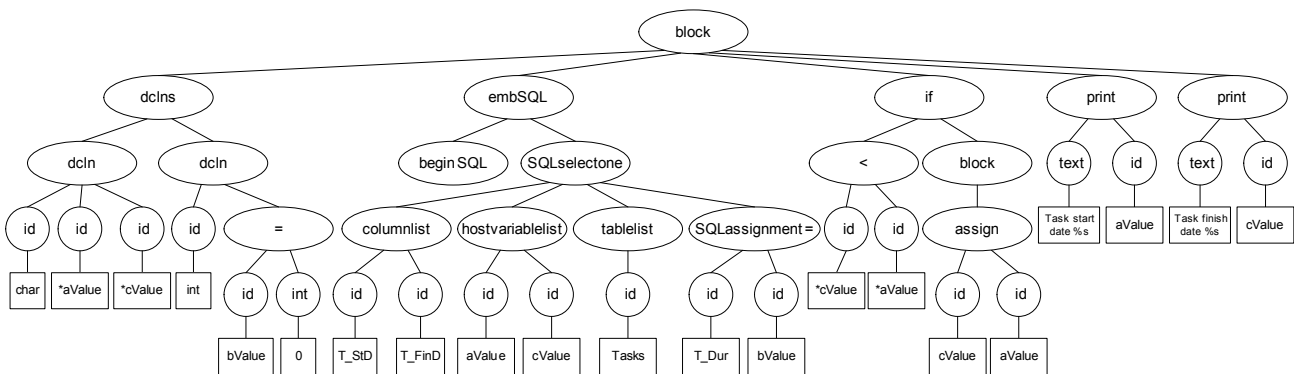 block
dclns
embSQL
if
print
print
dcln
dcln
begin SQL
SQLselectone
<
block
text
id
text
id
id
id
id
id
=
columnlist
hostvariablelist
tablelist
SQLassignment =
id
id
assign
Task start
date %s
aValue
Task finish
date %s
cValue
char
*aValue
*cValue
int
id
int
id
id
id
id
id
id
id
*cValue
*aValue
id
id
bValue
0
T_StD
T_FinD
aValue
cValue
Tasks
T_Dur
bValue
cValue
aValue